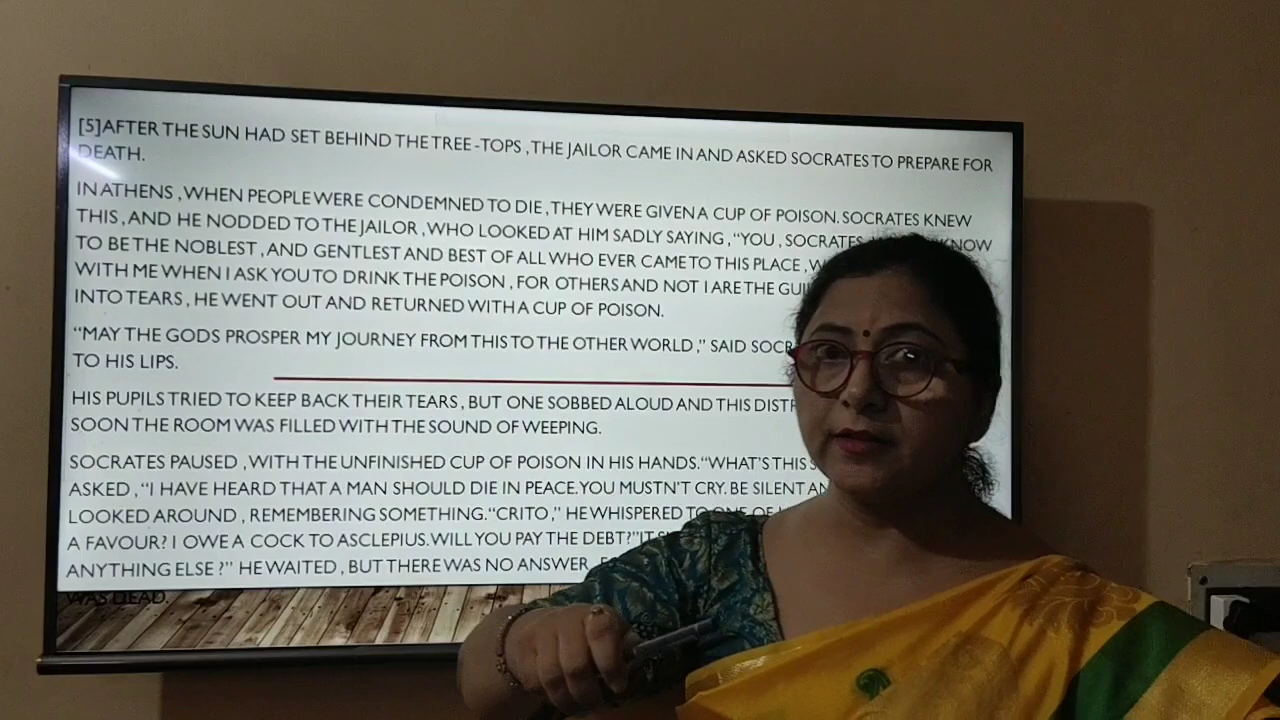 [5]AFTER THE SUN HAD SET BEHIND THE TREE-TOPS , THE JAILOR CAME IN AND ASKED SOCRATES TO PREPARE FOR
DEATH.
IN ATHENS , WHEN PEOPLE WERE CONDEMNED TO DIE , THEY WERE GIVEN A CUP OF POISON. SOCRATES KNEW
THIS , AND HE NODDED TO THE JAILOR , WHO LOOKED AT HIM SADLY SAYING , “YOU , SOCRATES KNOW
TO BE THE NOBLEST , AND GENTLEST AND BEST OF ALL WHO EVER CAME TO THIS PLACE ,
WITH ME WHEN I ASK YOU TO DRINK THE POISON , FOR OTHERS AND NOT I ARE THE
INTO TEARS , HE WENT OUT AND RETURNED WITH A CUP OF POISON.
“MAY THE GODS PROSPER MY JOURNEY FROM THIS TO THE OTHER WORLD ,” SAID
TO HIS LIPS.
HIS PUPILS TRIED TO KEEP BACK THEIR TEARS , BUT ONE SOBBED ALOUD AND THIS
SOON THE ROOM WAS FILLED WITH THE SOUND OF WEEPING.
SOCRATES PAUSED , WITH THE UNFINISHED CUP OF POISON IN HIS HANDS. “WHAT'S THIS
ASKED , “I HAVE HEARD THAT A MAN SHOULD DIE IN PEACE. YOU MUSTN'T CRY. BE SILENT
LOOKED AROUND , REMEMBERING SOMETHING. “CRITO ,” HE WHISPERED TO ONE OF
A FAVOUR? I OWE A COCK TO ASCLEPIUS. WILL YOU PAY THE DEBT?”
ANYTHING ELSE ?” HE WAITED , BUT THERE WAS NO ANSWER
WAS DEAD.